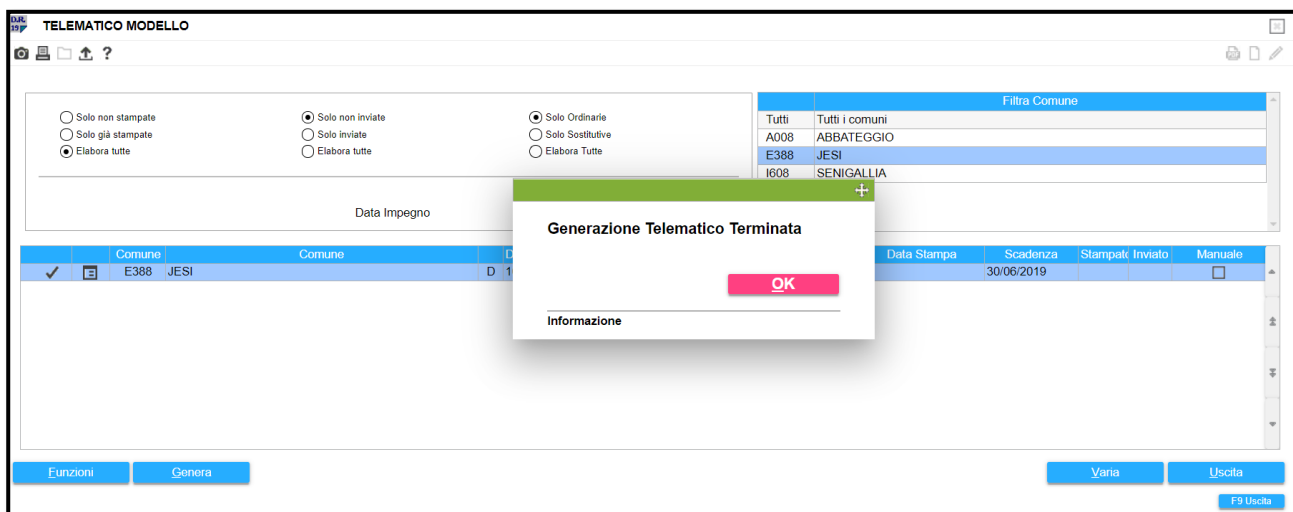 D.R.
19
TELEMATICO MODELLO
?
Solo non stampate
Solo già stampate
Elabora tutte
Solo non inviate
Solo inviate
Elabora tutte
Solo Ordinarie
Solo Sostitutive
Elabora Tutte
Data Impegno
Filtra Comune
Tutti Tutti i comuni
A008 ABBATEGGIO
E388 JESI
I608 SENIGALLIA
Generazione Telematico Terminata
OK
Informazione
Comune Comune D Data Stampa Scadenza Stampato Inviato Manuale
E388 JESI D 1 30/06/2019
Funzioni Genera Varia Uscita
F9 Uscita